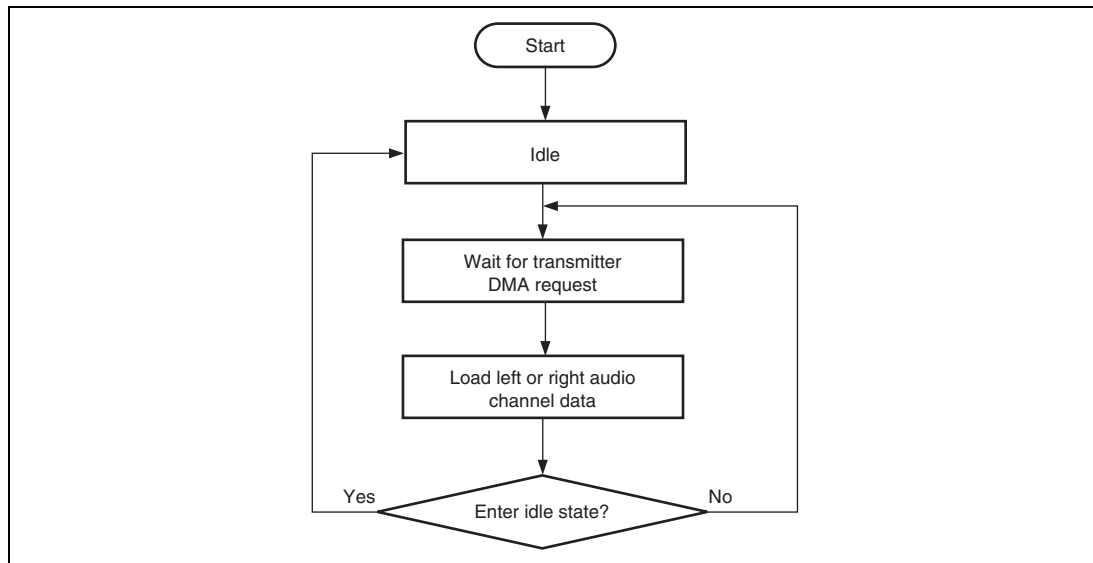 Start
Idle
Wait for transmitter
DMA request
Load left or right audio
channel data
Yes
Enter idle state?
No